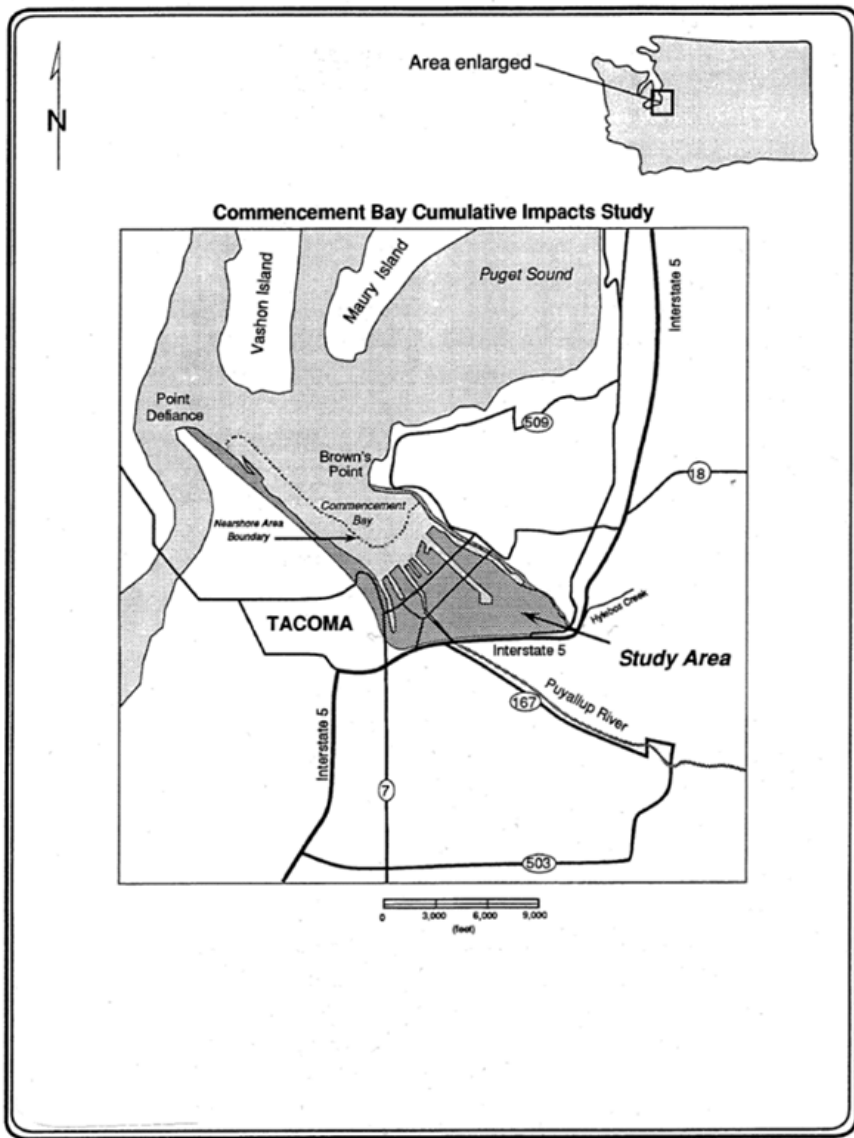 Area enlarged
N
Commencement Bay Cumulative Impacts Study
Vashon Island
Maury Island
Puget Sound
Interstate 5
Point
Defiance
509
Brown's
Point
18
Commencement
Bay
Nearshore Area
Boundary
Hylebos Creek
TACOMA
Interstate 5
Study Area
Puyallup River
167
Interstate 5
7
503
0 3,000 6,000 9,000
(feet)